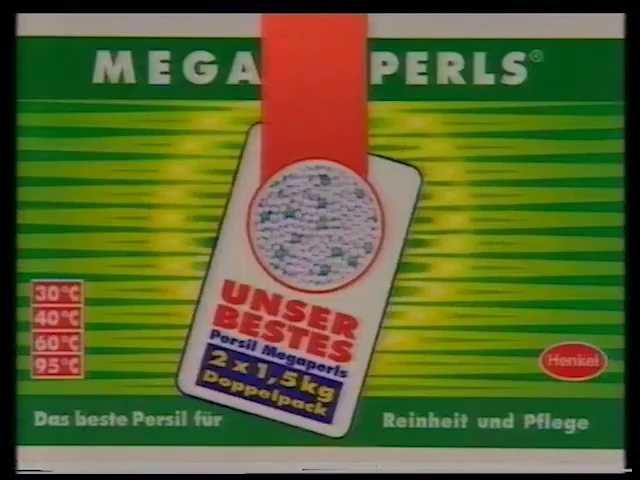 MEGA PERLS®
30°C
40°C
60°C
95°C
UNSER
BESTES
Persil Megaperls
2 x 1,5kg
Doppelpack
Henkel
Das beste Persil für Reinheit und Pflege